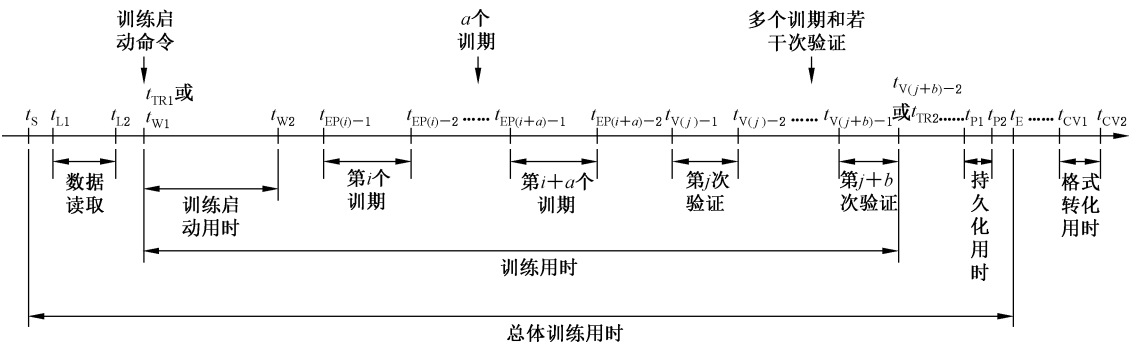 训练启
动命令
a个
训期
多个训期和若
干次验证
tS
tL1
tL2
tTR1或
tW1
tW2
tEP(i)-1
tEP(i)-2
……
tEP(i+a)-1
tEP(i+a)-2
tV(j)-1
tV(j)-2
……
tV(j+b)-1
tV(j+b)-2
或tTR2
……
tP1
tP2
tE
……
tCV1
tCV2
数据
读取
训练启
动用时
第i个
训期
第i+a个
训期
第j次
验证
第j+b
次验证
持
久
化
用
时
格式
转化
用时
训练用时
总体训练用时